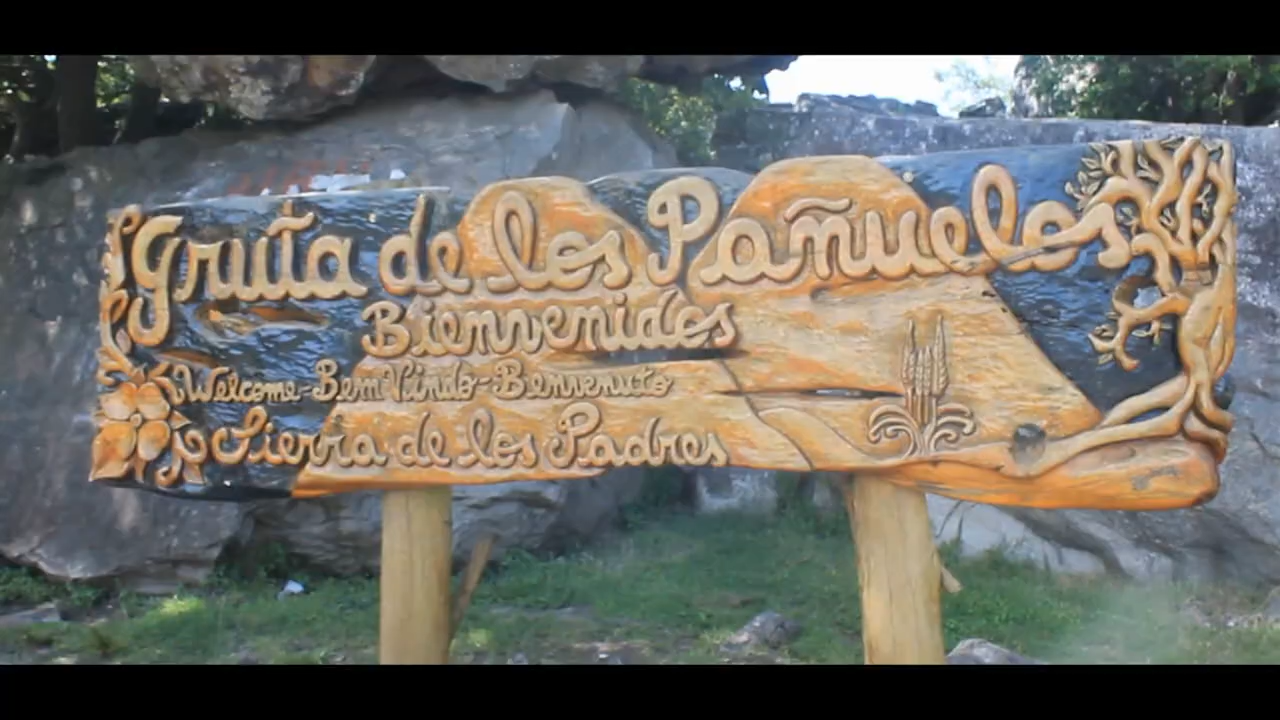 Gruta de los Pañuelos
Bienvenidos
Welcome-Bem Vindo-Benvenuto
Sierra de los Padres